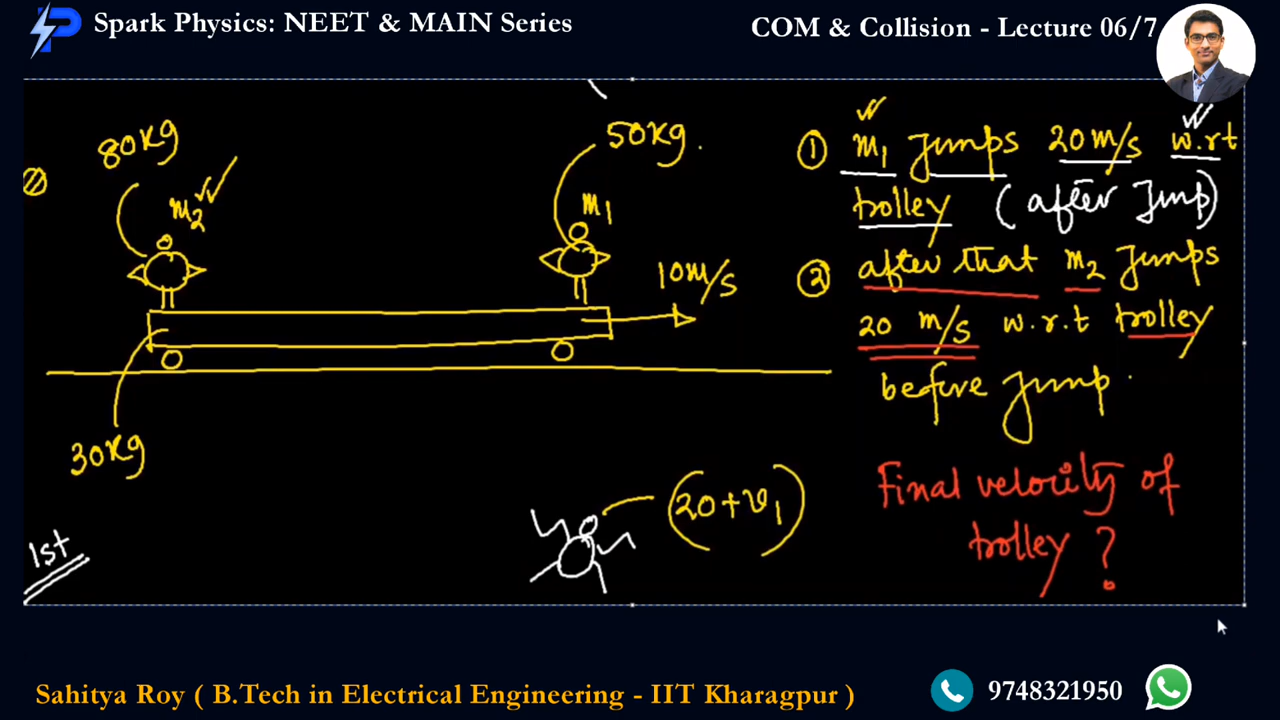 Spark Physics: NEET & MAIN Series
COM & Collision - Lecture 06/7
80kg
50kg.
m2
m1
10m/s
30kg
① m1 Jumps 20m/s w.r.t
trolley (after Jump)
② after that m2 Jumps
20 m/s w.r.t trolley
before Jump.
Final velocity of
trolley ?
1st
(20+v1)
Sahitya Roy ( B.Tech in Electrical Engineering - IIT Kharagpur )
9748321950